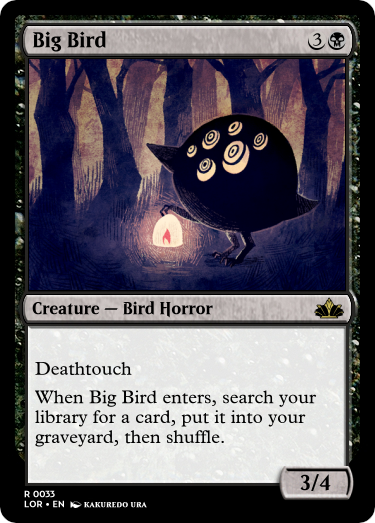 Big Bird 3
Creature — Bird Horror
Deathtouch
When Big Bird enters, search your
library for a card, put it into your
graveyard, then shuffle.
3/4
R 0033
LOR • EN KAKUREDO URA